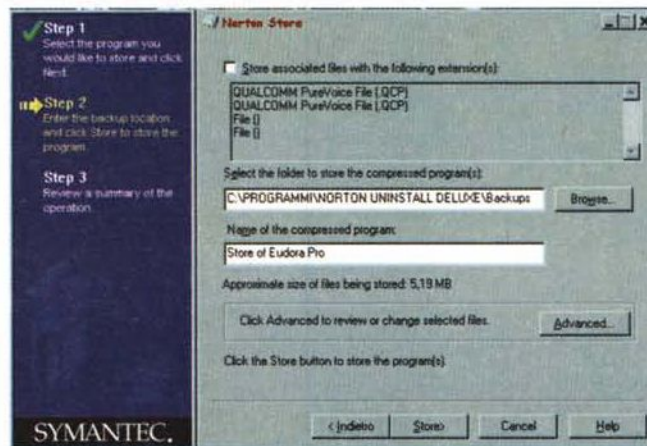 Step 1
Select the program you
would like to store and click
Next.
Step 2
Enter the backup location
and click Store to store the
program.
Step 3
Review a summary of the
operation.
SYMANTEC.
Norton Store
Store associated files with the following extension(s):
QUALCOMM PureVoice File (.QCP)
QUALCOMM PureVoice File (.QCP)
File ()
File ()
Select the folder to store the compressed program(s):
C:\PROGRAMMI\NORTON UNINSTALL DELUXE\Backups
Browse...
Name of the compressed program:
Store of Eudora Pro
Approximate size of files being stored: 5,19 MB
Click Advanced to review or change selected files.
Advanced...
Click the Store button to store the program(s).
< Indietro
Store>
Cancel
Help